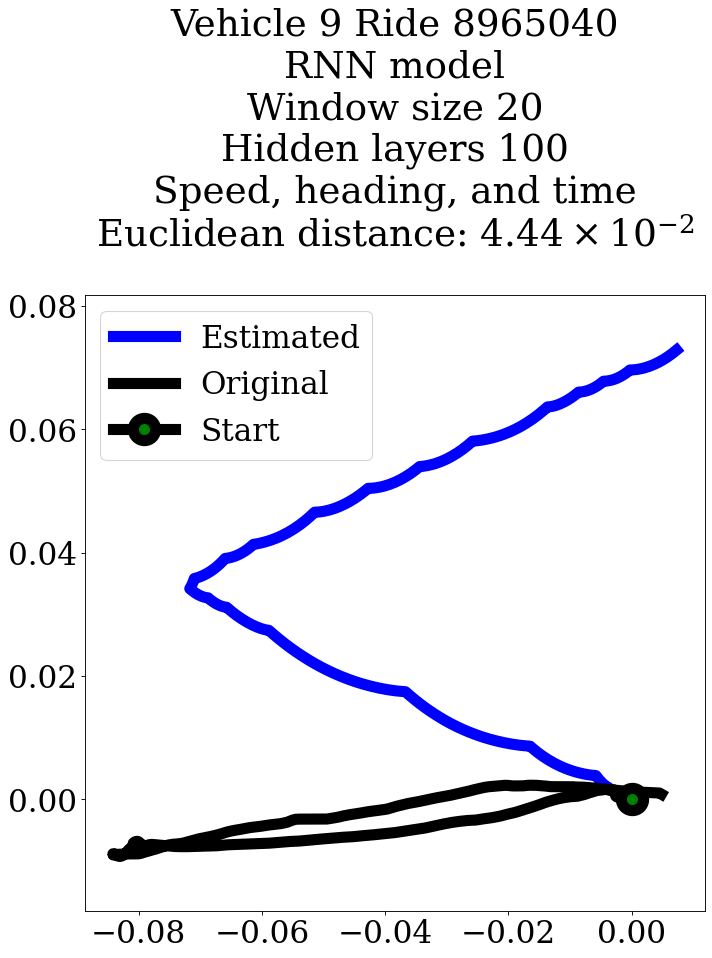 Vehicle 9 Ride 8965040
RNN model
Window size 20
Hidden layers 100
Speed, heading, and time
Euclidean distance: 4.44 × 10⁻²
Estimated
Original
Start
0.08
0.06
0.04
0.02
0.00
−0.08 −0.06 −0.04 −0.02 0.00